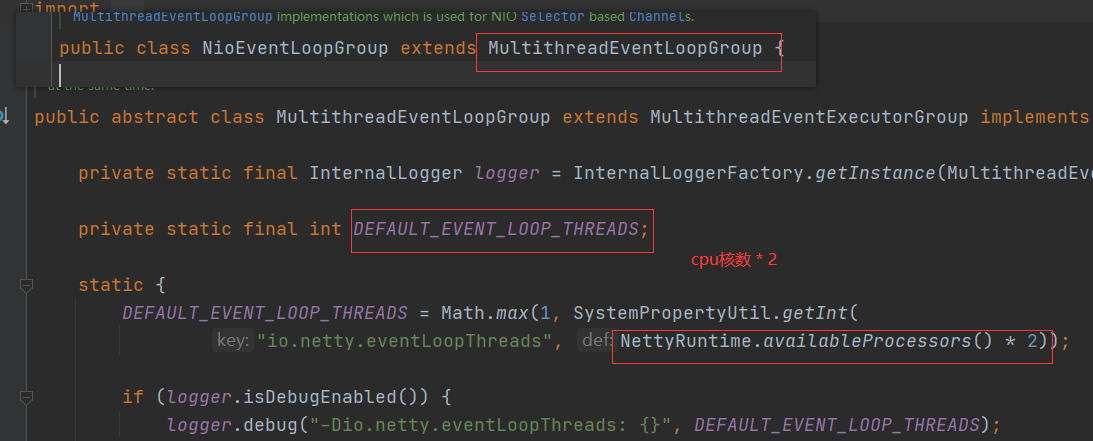 import
MultithreadEventLoopGroup implementations which is used for NIO Selector based Channels.
public class NioEventLoopGroup extends MultithreadEventLoopGroup {
at the same time.
public abstract class MultithreadEventLoopGroup extends MultithreadEventExecutorGroup implements
private static final InternalLogger logger = InternalLoggerFactory.getInstance(MultithreadEve
private static final int DEFAULT_EVENT_LOOP_THREADS;
cpu核数 * 2
static {
DEFAULT_EVENT_LOOP_THREADS = Math.max(1, SystemPropertyUtil.getInt(
key: "io.netty.eventLoopThreads", def: NettyRuntime.availableProcessors() * 2));
if (logger.isDebugEnabled()) {
logger.debug("-Dio.netty.eventLoopThreads: {}", DEFAULT_EVENT_LOOP_THREADS);